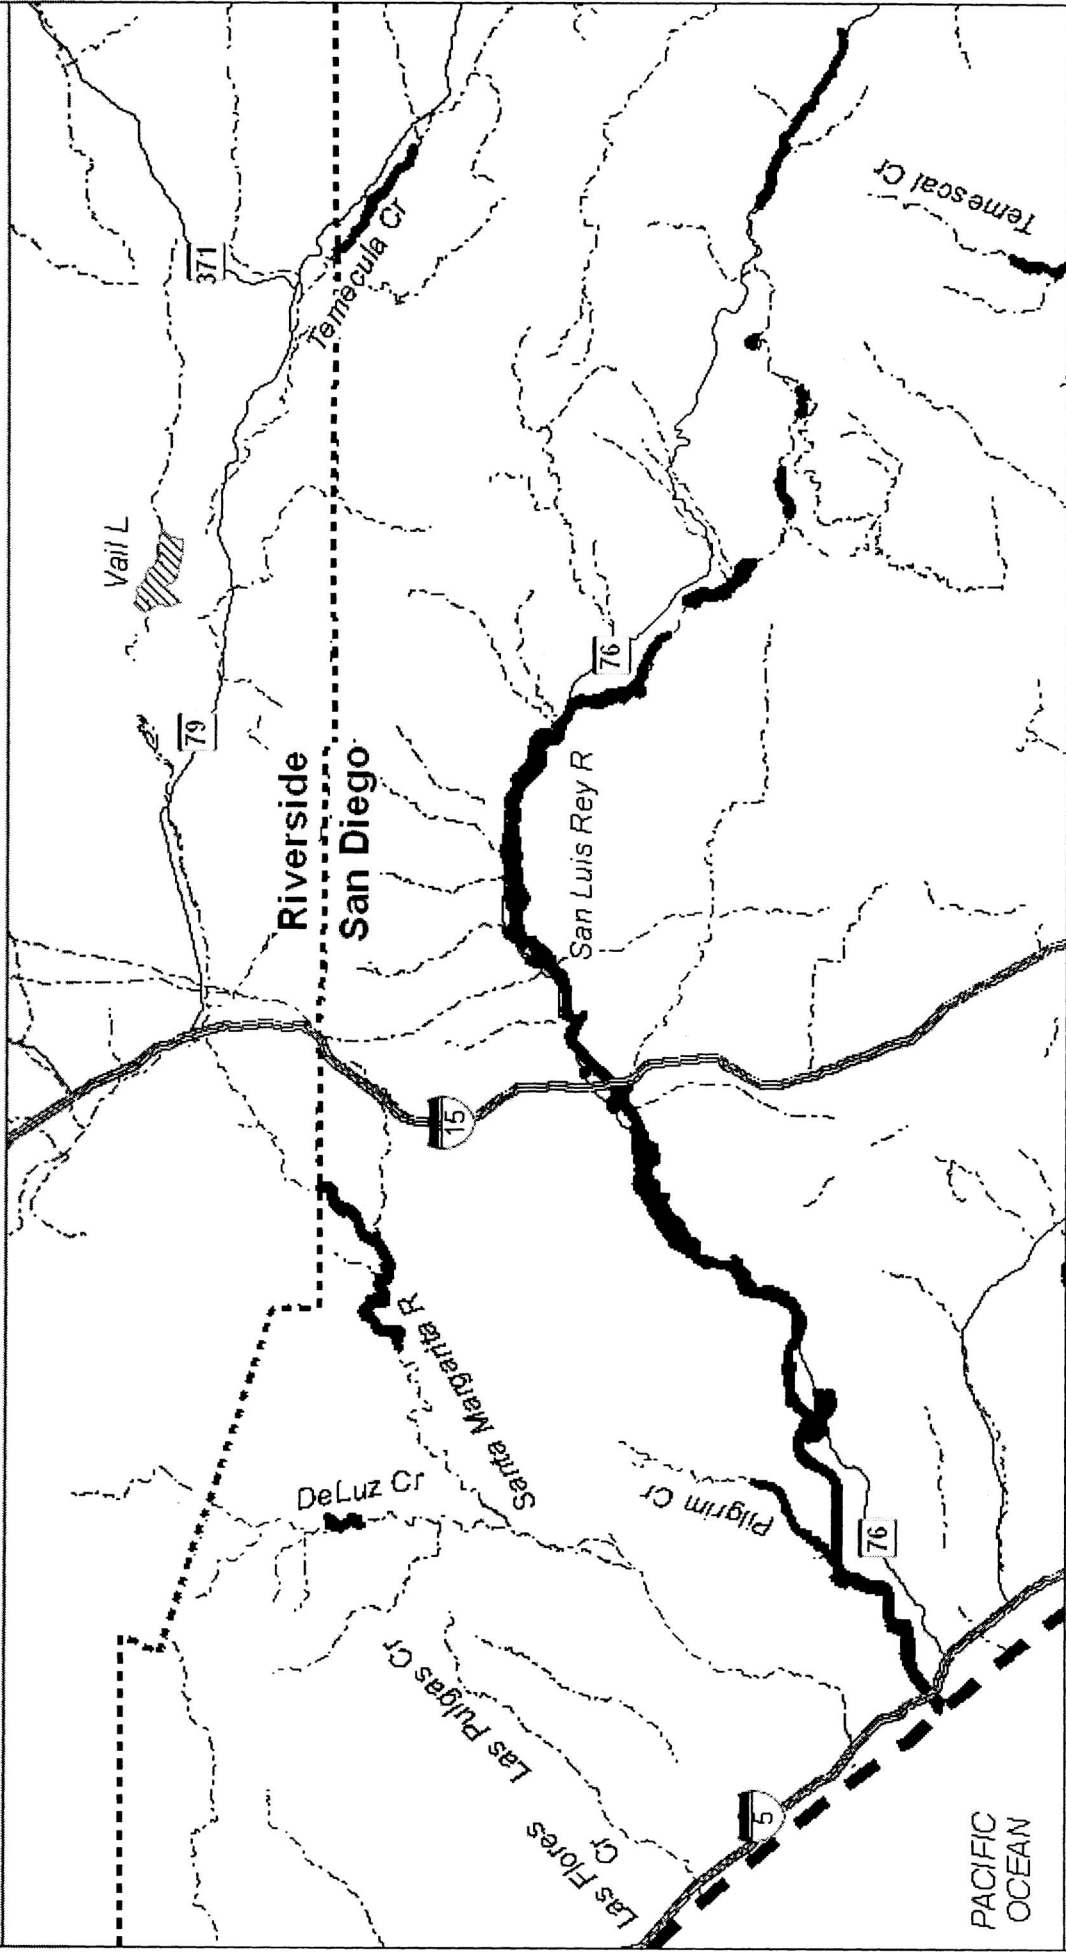 Vail L
371
79
Temecula Cr
Riverside
San Diego
76
San Luis Rey R
Temescal Cr
15
Santa Margarita R
DeLuz Cr
Pilgrim Cr
76
Las Pulgas Cr
Las Flores
Cr
5
PACIFIC
OCEAN